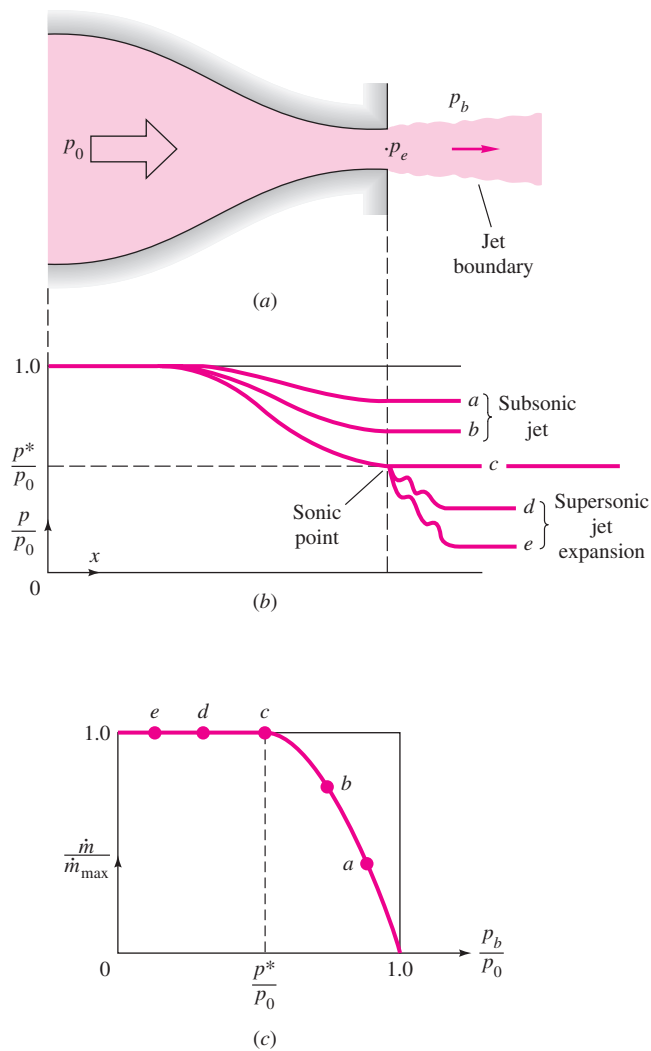 p0
pb
pe
Jet
boundary
(a)
1.0
a
Subsonic
b
jet
p*
p0
c
Sonic
point
d
Supersonic
jet
e
expansion
p
p0
x
0
(b)
e
d
c
1.0
b
ṁ
ṁmax
a
0
p*
p0
1.0
pb
p0
(c)